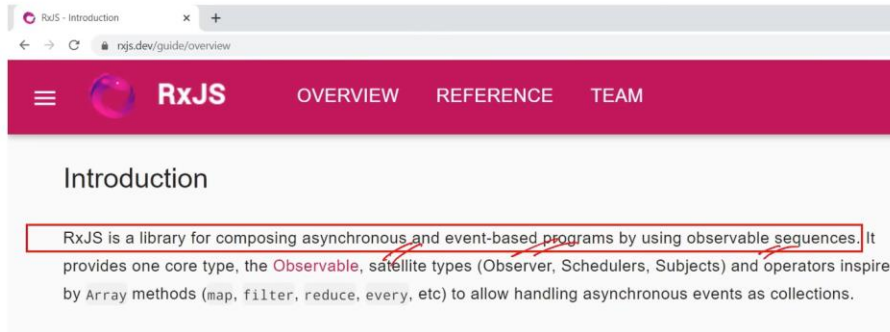 RxJS - Introduction
rxjs.dev/guide/overview
RxJS OVERVIEW REFERENCE TEAM
Introduction
RxJS is a library for composing asynchronous and event-based programs by using observable sequences. It
provides one core type, the Observable, satellite types (Observer, Schedulers, Subjects) and operators inspire
by Array methods (map, filter, reduce, every, etc) to allow handling asynchronous events as collections.